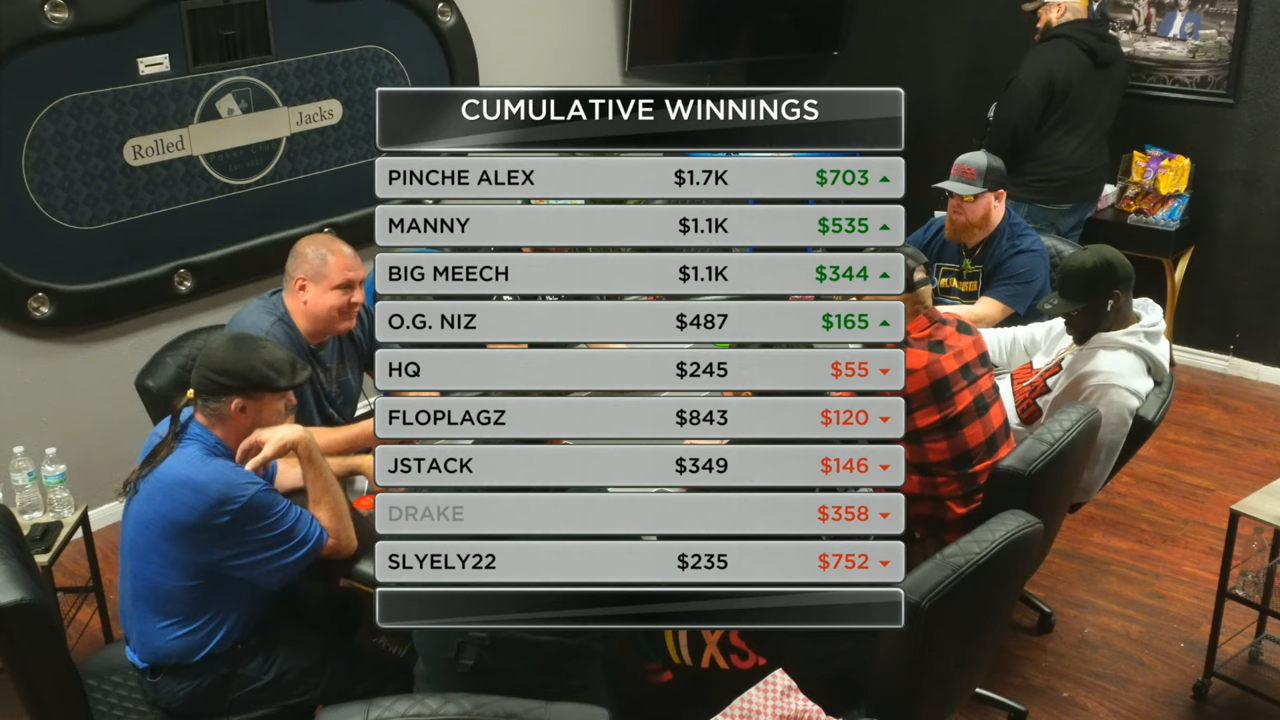 Rolled
Jacks
CUMULATIVE WINNINGS
PINCHE ALEX $1.7K $703
MANNY $1.1K $535
BIG MEECH $1.1K $344
O.G. NIZ $487 $165
HQ $245 $55
FLOPLAGZ $843 $120
JSTACK $349 $146
DRAKE $358
SLYELY22 $235 $752